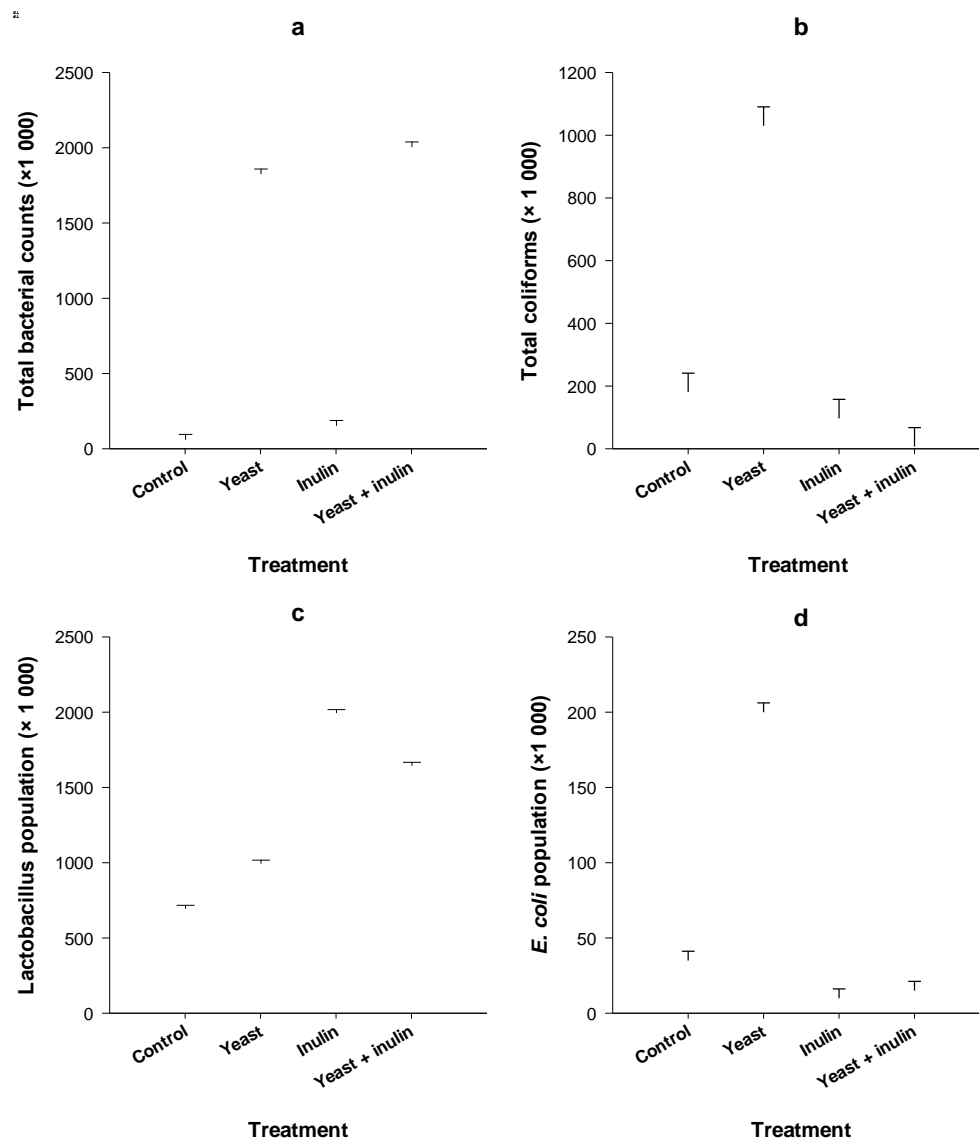 a
Total bacterial counts (×1 000)
2500
2000
1500
1000
500
0
Control
Yeast
Inulin
Yeast + inulin
Treatment
b
Total coliforms (× 1 000)
1200
1000
800
600
400
200
0
Control
Yeast
Inulin
Yeast + inulin
Treatment
c
Lactobacillus population (× 1 000)
2500
2000
1500
1000
500
0
Control
Yeast
Inulin
Yeast + inulin
Treatment
d
E. coli population (×1 000)
250
200
150
100
50
0
Control
Yeast
Inulin
Yeast + inulin
Treatment